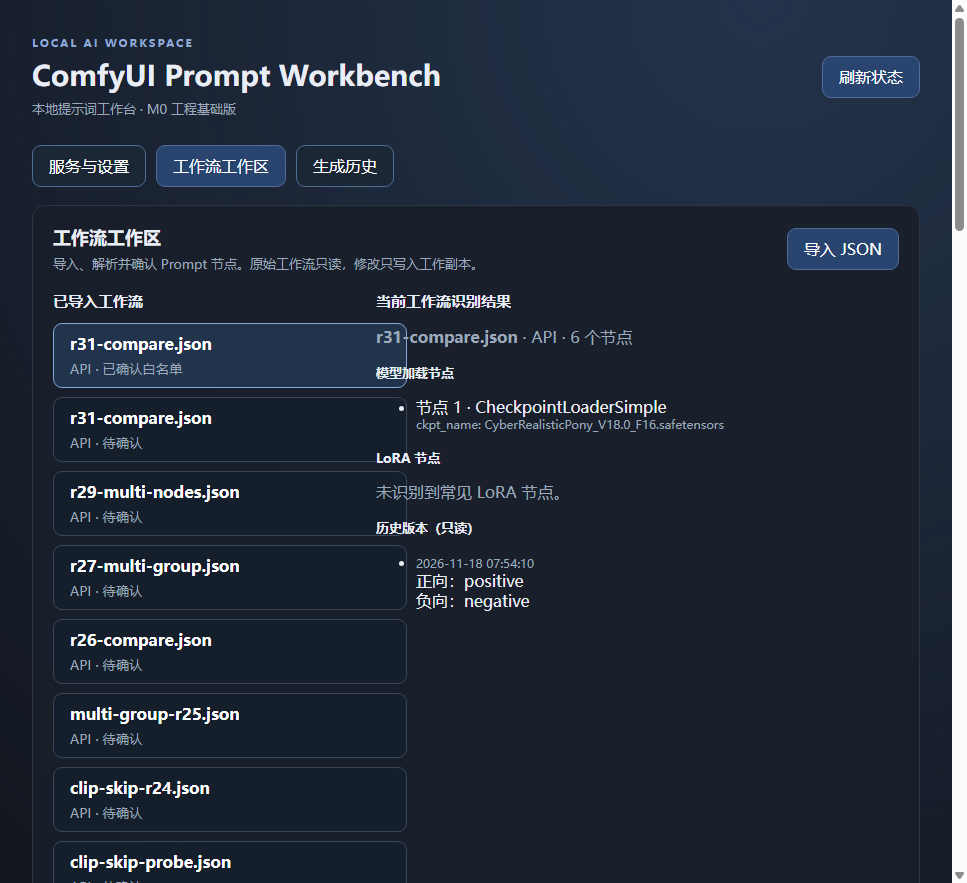 LOCAL AI WORKSPACE
ComfyUI Prompt Workbench
本地提示词工作台 · M0 工程基础版
刷新状态
服务与设置
工作流工作区
生成历史
工作流工作区
导入、解析并确认 Prompt 节点。原始工作流只读，修改只写入工作副本。
导入 JSON
已导入工作流
r31-compare.json
API · 已确认白名单
r31-compare.json
API · 待确认
r29-multi-nodes.json
API · 待确认
r27-multi-group.json
API · 待确认
r26-compare.json
API · 待确认
multi-group-r25.json
API · 待确认
clip-skip-r24.json
API · 待确认
clip-skip-probe.json
当前工作流识别结果
r31-compare.json · API · 6 个节点
模型加载节点
节点 1 · CheckpointLoaderSimple
ckpt_name: CyberRealisticPony_V18.0_F16.safetensors
LoRA 节点
未识别到常见 LoRA 节点。
历史版本（只读）
2026-11-18 07:54:10
正向：positive
负向：negative